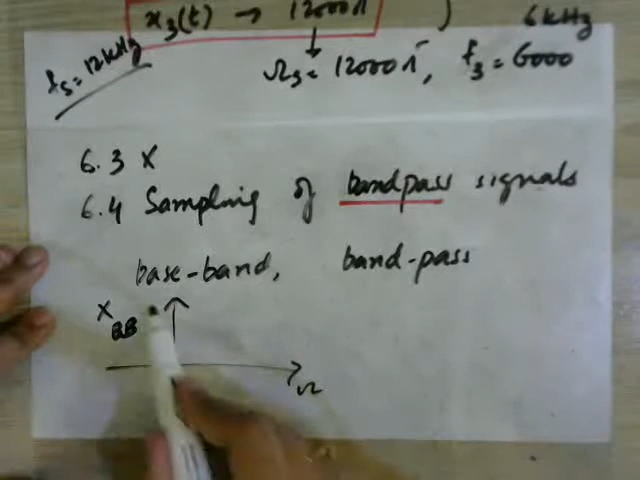 x₃(t) → 12000π
6kHz
fs = 12kHz
Ω₃ = 12000π, f₃ = 6000
6.3 X
6.4 Sampling of bandpass signals
base-band, band-pass
X_BB
Ω